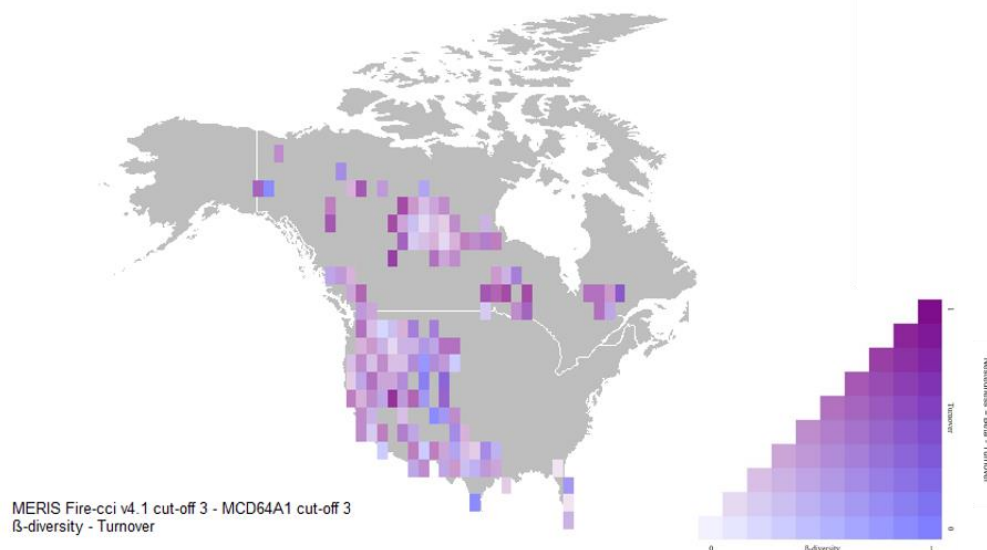 MERIS Fire-cci v4.1 cut-off 3 - MCD64A1 cut-off 3
ß-diversity - Turnover
1
Turnover
0
0
ß-diversity
1